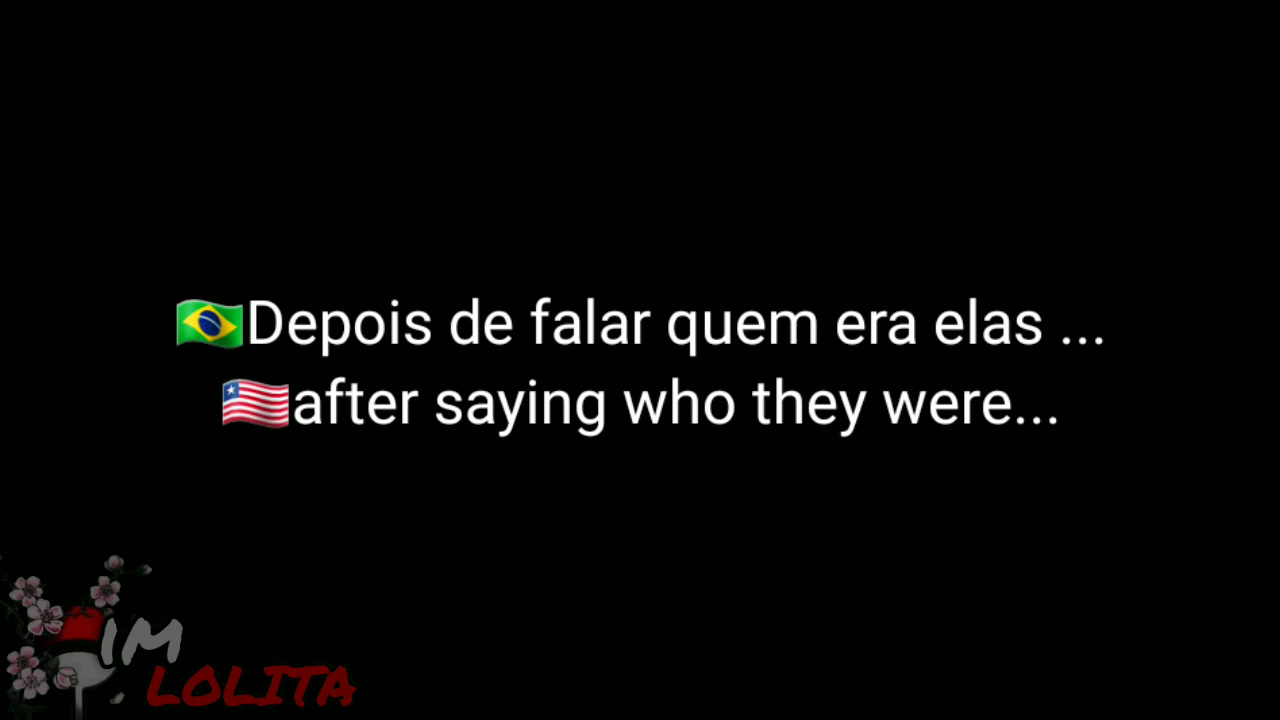 🇧🇷Depois de falar quem era elas ...
🇱🇷after saying who they were...
IM
LOLITA